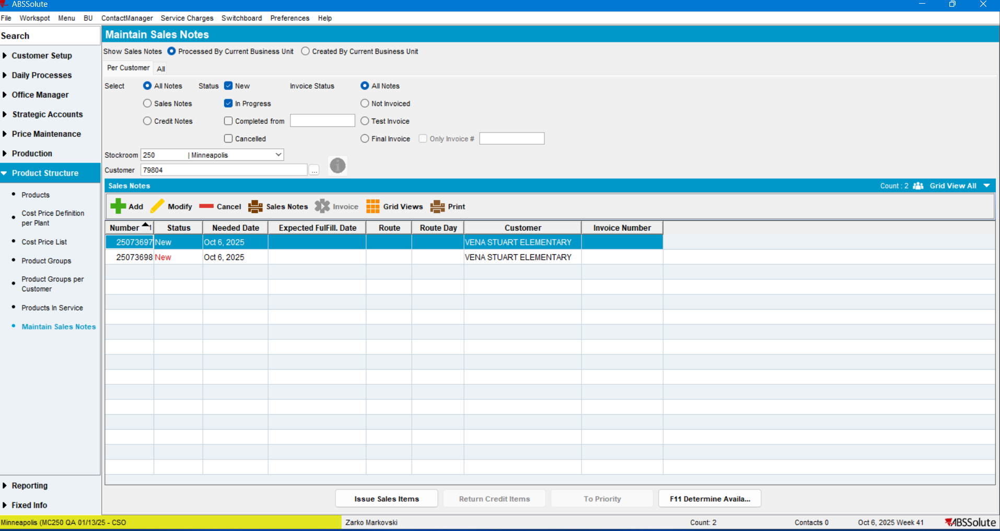 ABSSolute
File Workspot Menu BU ContactManager Service Charges Switchboard Preferences Help
Search
Customer Setup
Daily Processes
Office Manager
Strategic Accounts
Price Maintenance
Production
Product Structure
Products
Cost Price Definition
per Plant
Cost Price List
Product Groups
Product Groups per
Customer
Products In Service
Maintain Sales Notes
Reporting
Fixed Info
Maintain Sales Notes
Show Sales Notes Processed By Current Business Unit Created By Current Business Unit
Per Customer All
Select All Notes Status New Invoice Status All Notes
Sales Notes In Progress Not Invoiced
Credit Notes Completed from Test Invoice
Cancelled Final Invoice Only Invoice #
Stockroom 250 | Minneapolis
Customer 79804 ...
Sales Notes Count : 2 Grid View All
Add Modify Cancel Sales Notes Invoice Grid Views Print
Number 1 Status Needed Date Expected FulFill. Date Route Route Day Customer Invoice Number
25073697 New Oct 6, 2025 VENA STUART ELEMENTARY
25073698 New Oct 6, 2025 VENA STUART ELEMENTARY
Issue Sales Items Return Credit Items To Priority F11 Determine Availa...
Minneapolis (MC250 QA 01/13/25 - CSO Zarko Markovski Count: 2 Contacts 0 Oct 6, 2025 Week 41 ABSSolute